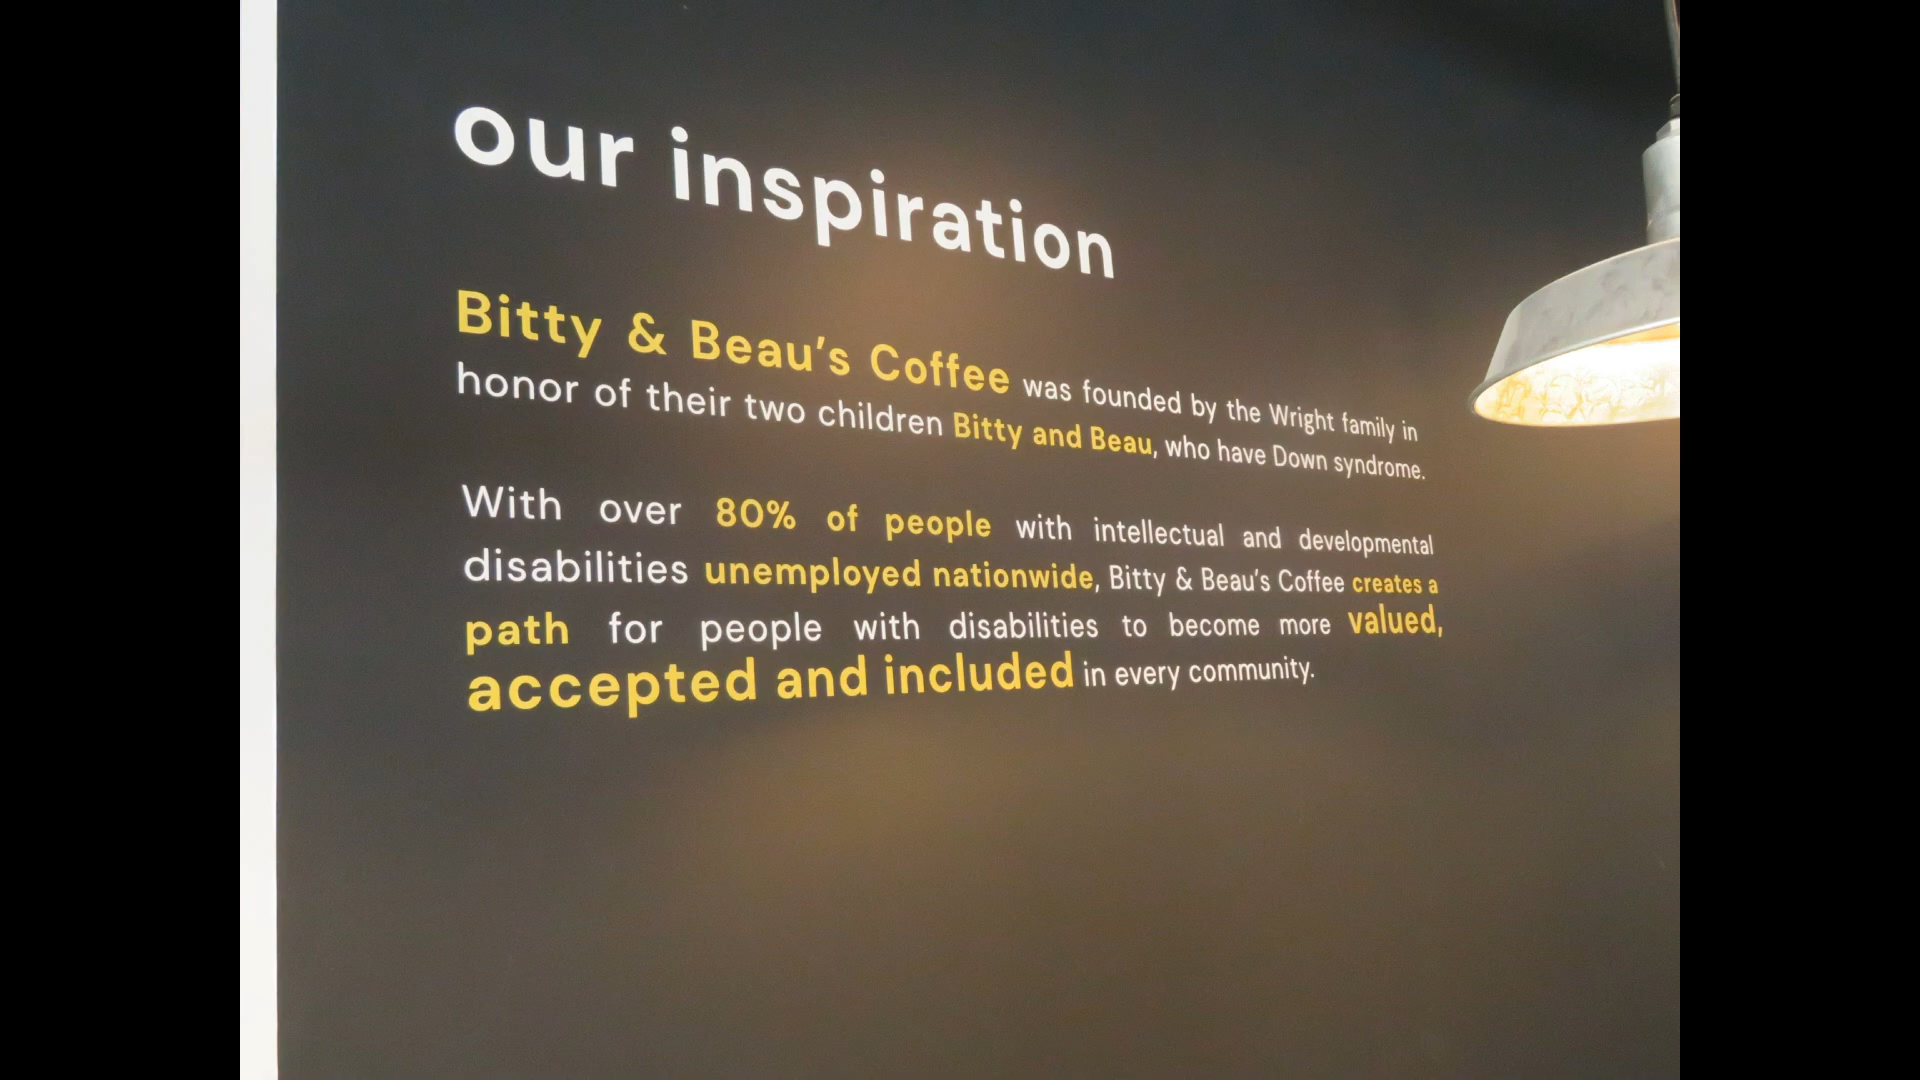 our inspiration
Bitty & Beau's Coffee was founded by the Wright family in
honor of their two children Bitty and Beau, who have Down syndrome.
With over 80% of people with intellectual and developmental
disabilities unemployed nationwide, Bitty & Beau's Coffee creates a
path for people with disabilities to become more valued,
accepted and included in every community.